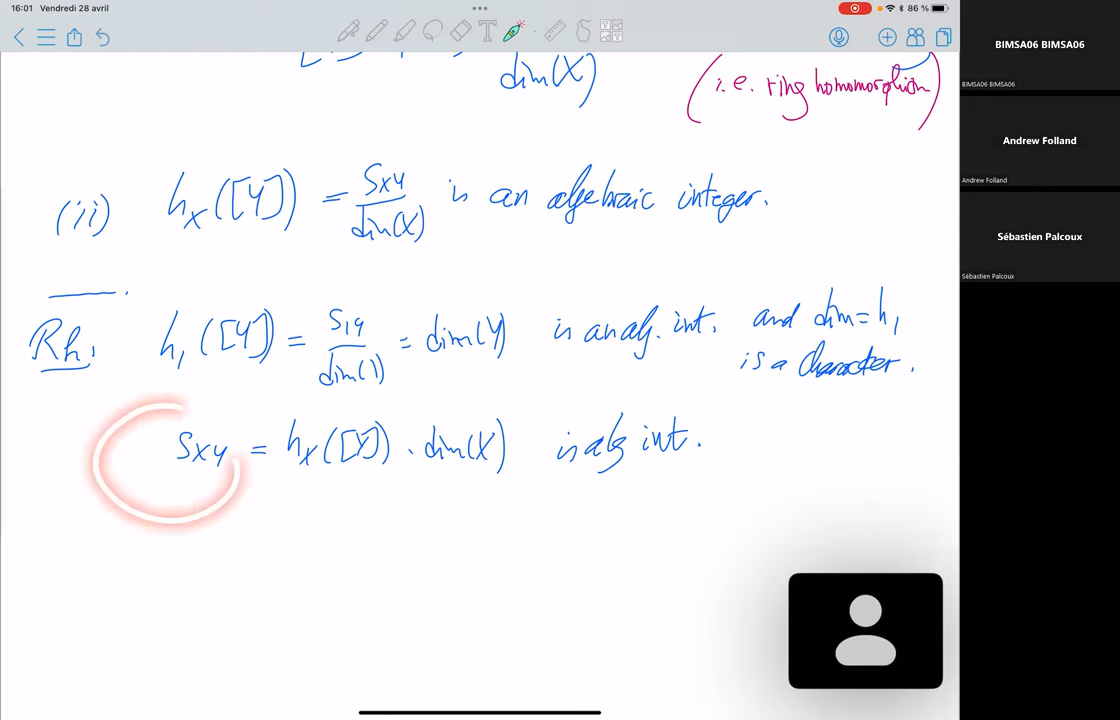 16:01 Vendredi 28 avril
86 %
BIMSA06 BIMSA06
BIMSA06 BIMSA06
dim(X)
(i.e. ring homomorphism)
Andrew Folland
Andrew Folland
(ii) h_X([Y]) = S_XY / dim(X) is an algebraic integer.
Sébastien Palcoux
Sébastien Palcoux
Rk: h_1([Y]) = S_1Y / dim(1) = dim(Y) is an alg. int. and dim = h_1
is a character.
S_XY = h_X([Y]) . dim(X) is alg int.